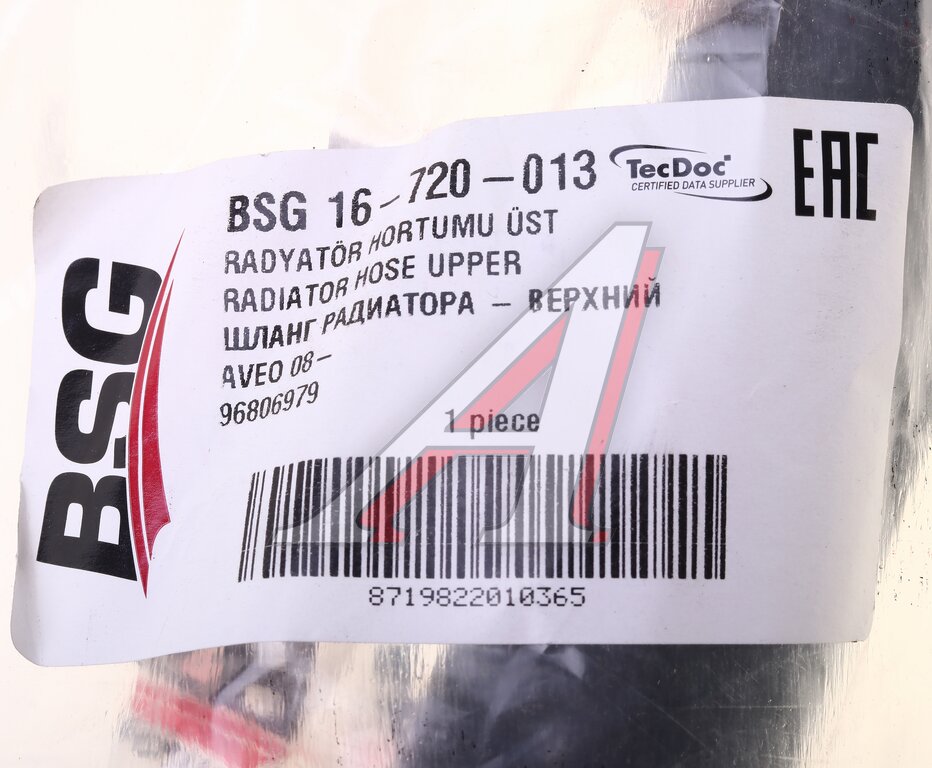 BSG
BSG 16-720-013
TecDoc
CERTIFIED DATA SUPPLIER
EAC
RADYATÖR HORTUMU ÜST
RADIATOR HOSE UPPER
ШЛАНГ РАДИАТОРА - ВЕРХНИЙ
AVEO 08-
96806979
1 piece
8719822010365